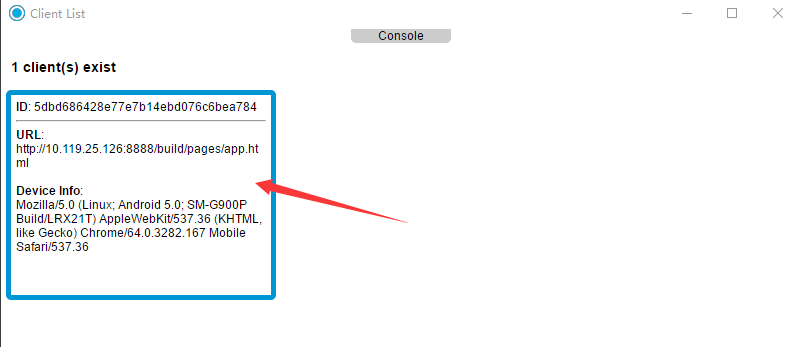 Client List
Console
1 client(s) exist
ID: 5dbd686428e77e7b14ebd076c6bea784
URL:
http://10.119.25.126:8888/build/pages/app.ht
ml
Device Info:
Mozilla/5.0 (Linux; Android 5.0; SM-G900P
Build/LRX21T) AppleWebKit/537.36 (KHTML,
like Gecko) Chrome/64.0.3282.167 Mobile
Safari/537.36